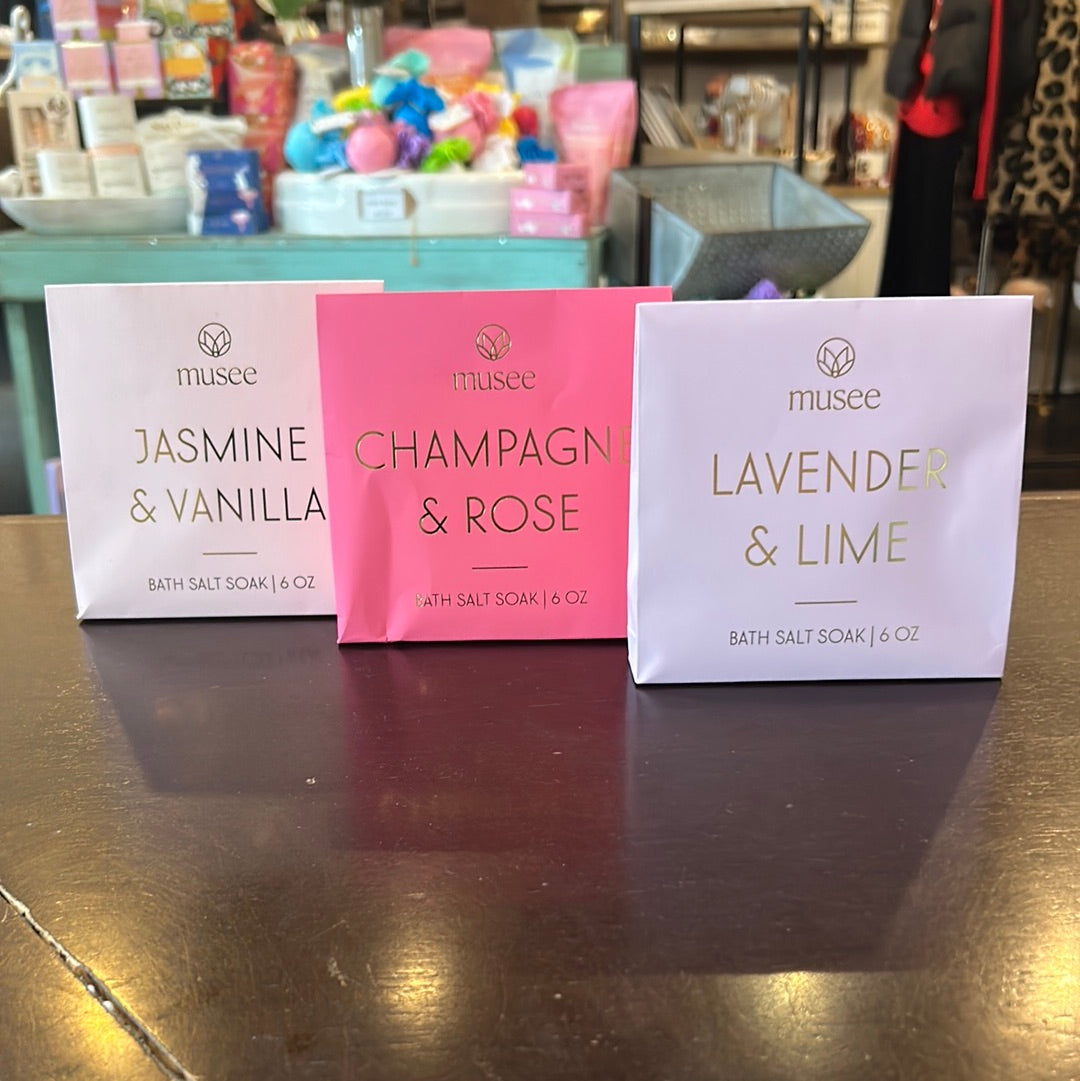 musee
JASMINE
& VANILLA
BATH SALT SOAK | 6 OZ
musee
CHAMPAGNE
& ROSE
BATH SALT SOAK | 6 OZ
musee
LAVENDER
& LIME
BATH SALT SOAK | 6 OZ